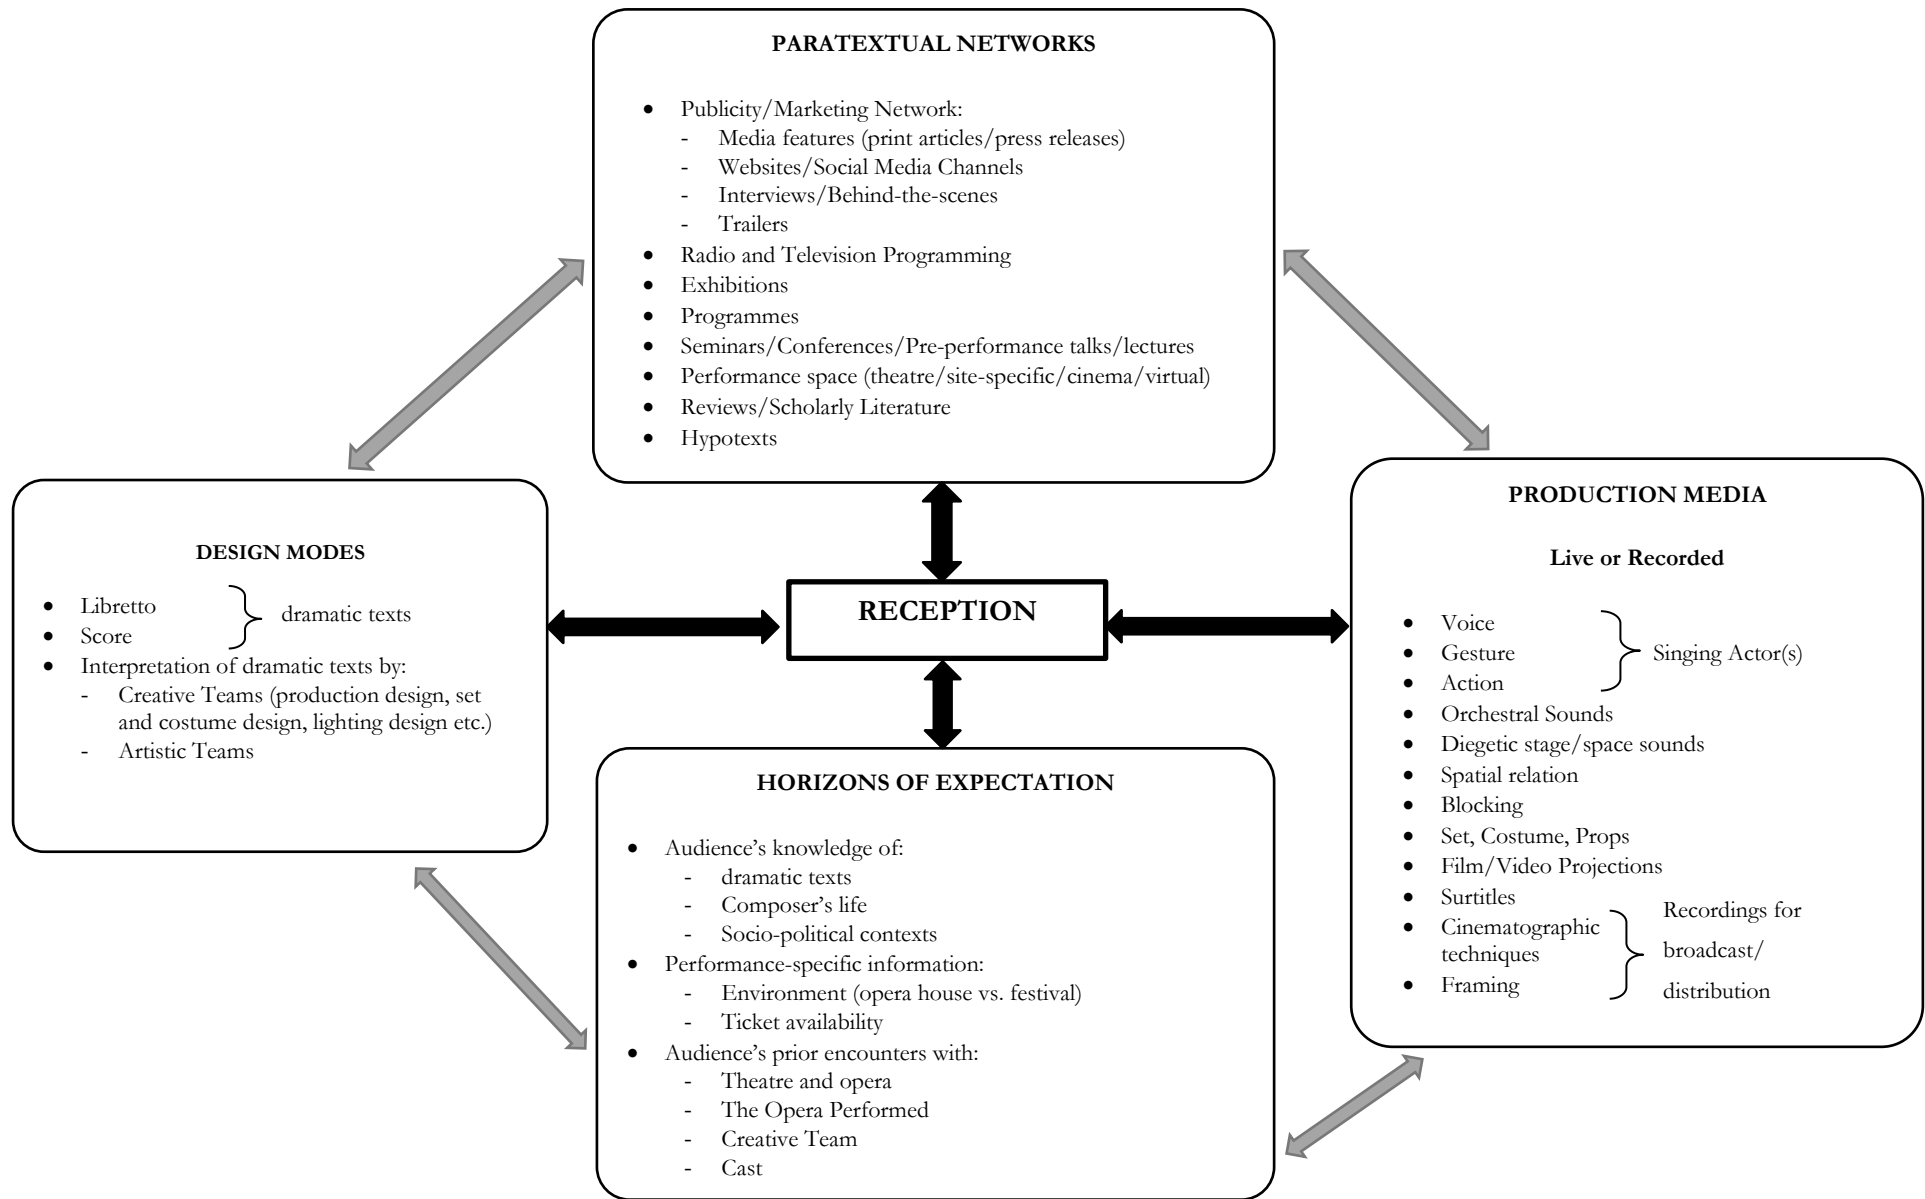 PARATEXTUAL NETWORKS
• Publicity/Marketing Network:
- Media features (print articles/press releases)
- Websites/Social Media Channels
- Interviews/Behind-the-scenes
- Trailers
• Radio and Television Programming
• Exhibitions
• Programmes
• Seminars/Conferences/Pre-performance talks/lectures
• Performance space (theatre/site-specific/cinema/virtual)
• Reviews/Scholarly Literature
• Hypotexts
DESIGN MODES
• Libretto
• Score
dramatic texts
• Interpretation of dramatic texts by:
- Creative Teams (production design, set
and costume design, lighting design etc.)
- Artistic Teams
RECEPTION
PRODUCTION MEDIA
Live or Recorded
• Voice
• Gesture
• Action
Singing Actor(s)
• Orchestral Sounds
• Diegetic stage/space sounds
• Spatial relation
• Blocking
• Set, Costume, Props
• Film/Video Projections
• Surtitles
• Cinematographic
techniques
• Framing
Recordings for
broadcast/
distribution
HORIZONS OF EXPECTATION
• Audience’s knowledge of:
- dramatic texts
- Composer’s life
- Socio-political contexts
• Performance-specific information:
- Environment (opera house vs. festival)
- Ticket availability
• Audience’s prior encounters with:
- Theatre and opera
- The Opera Performed
- Creative Team
- Cast